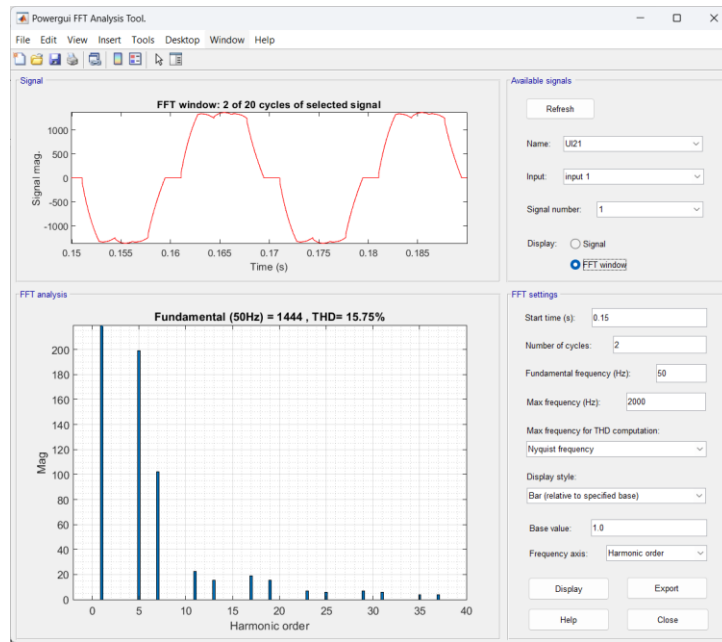 Powergui FFT Analysis Tool.
File Edit View Insert Tools Desktop Window Help
Signal
FFT window: 2 of 20 cycles of selected signal
1000
500
0
-500
-1000
Signal mag.
0.15 0.155 0.16 0.165 0.17 0.175 0.18 0.185
Time (s)
Available signals
Refresh
Name: UI21
Input: input 1
Signal number: 1
Display: Signal
FFT window
FFT analysis
Fundamental (50Hz) = 1444 , THD= 15.75%
200
180
160
140
120
100
80
60
40
20
0
Mag
0 5 10 15 20 25 30 35 40
Harmonic order
FFT settings
Start time (s): 0.15
Number of cycles: 2
Fundamental frequency (Hz): 50
Max frequency (Hz): 2000
Max frequency for THD computation:
Nyquist frequency
Display style:
Bar (relative to specified base)
Base value: 1.0
Frequency axis: Harmonic order
Display Export
Help Close